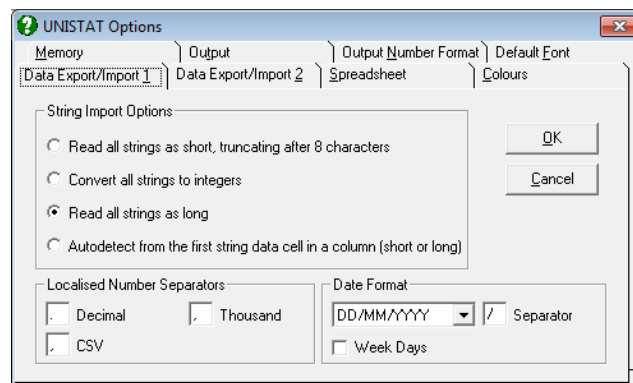 UNISTAT Options
Memory Output Output Number Format Default Font
Data Export/Import 1 Data Export/Import 2 Spreadsheet Colours
String Import Options
Read all strings as short, truncating after 8 characters
OK
Convert all strings to integers
Cancel
Read all strings as long
Autodetect from the first string data cell in a column (short or long)
Localised Number Separators
. Decimal , Thousand
, CSV
Date Format
DD/MM/YYYY / Separator
Week Days